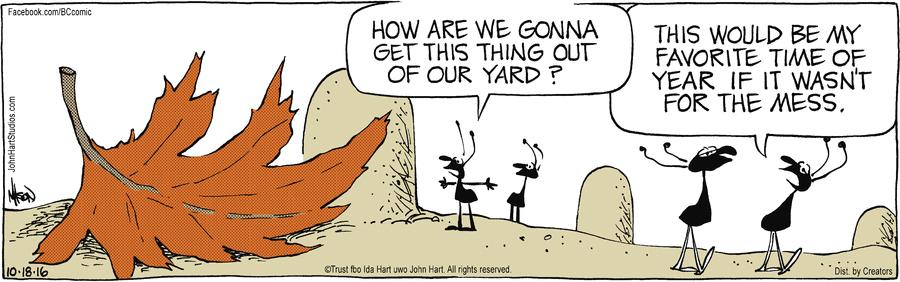 Facebook.com/BCcomic
HOW ARE WE GONNA
GET THIS THING OUT
OF OUR YARD?
THIS WOULD BE MY
FAVORITE TIME OF
YEAR IF IT WASN'T
FOR THE MESS.
JohnHartStudios.com
MASON
10·18·16
©Trust fbo Ida Hart uwo John Hart. All rights reserved.
Dist. by Creators